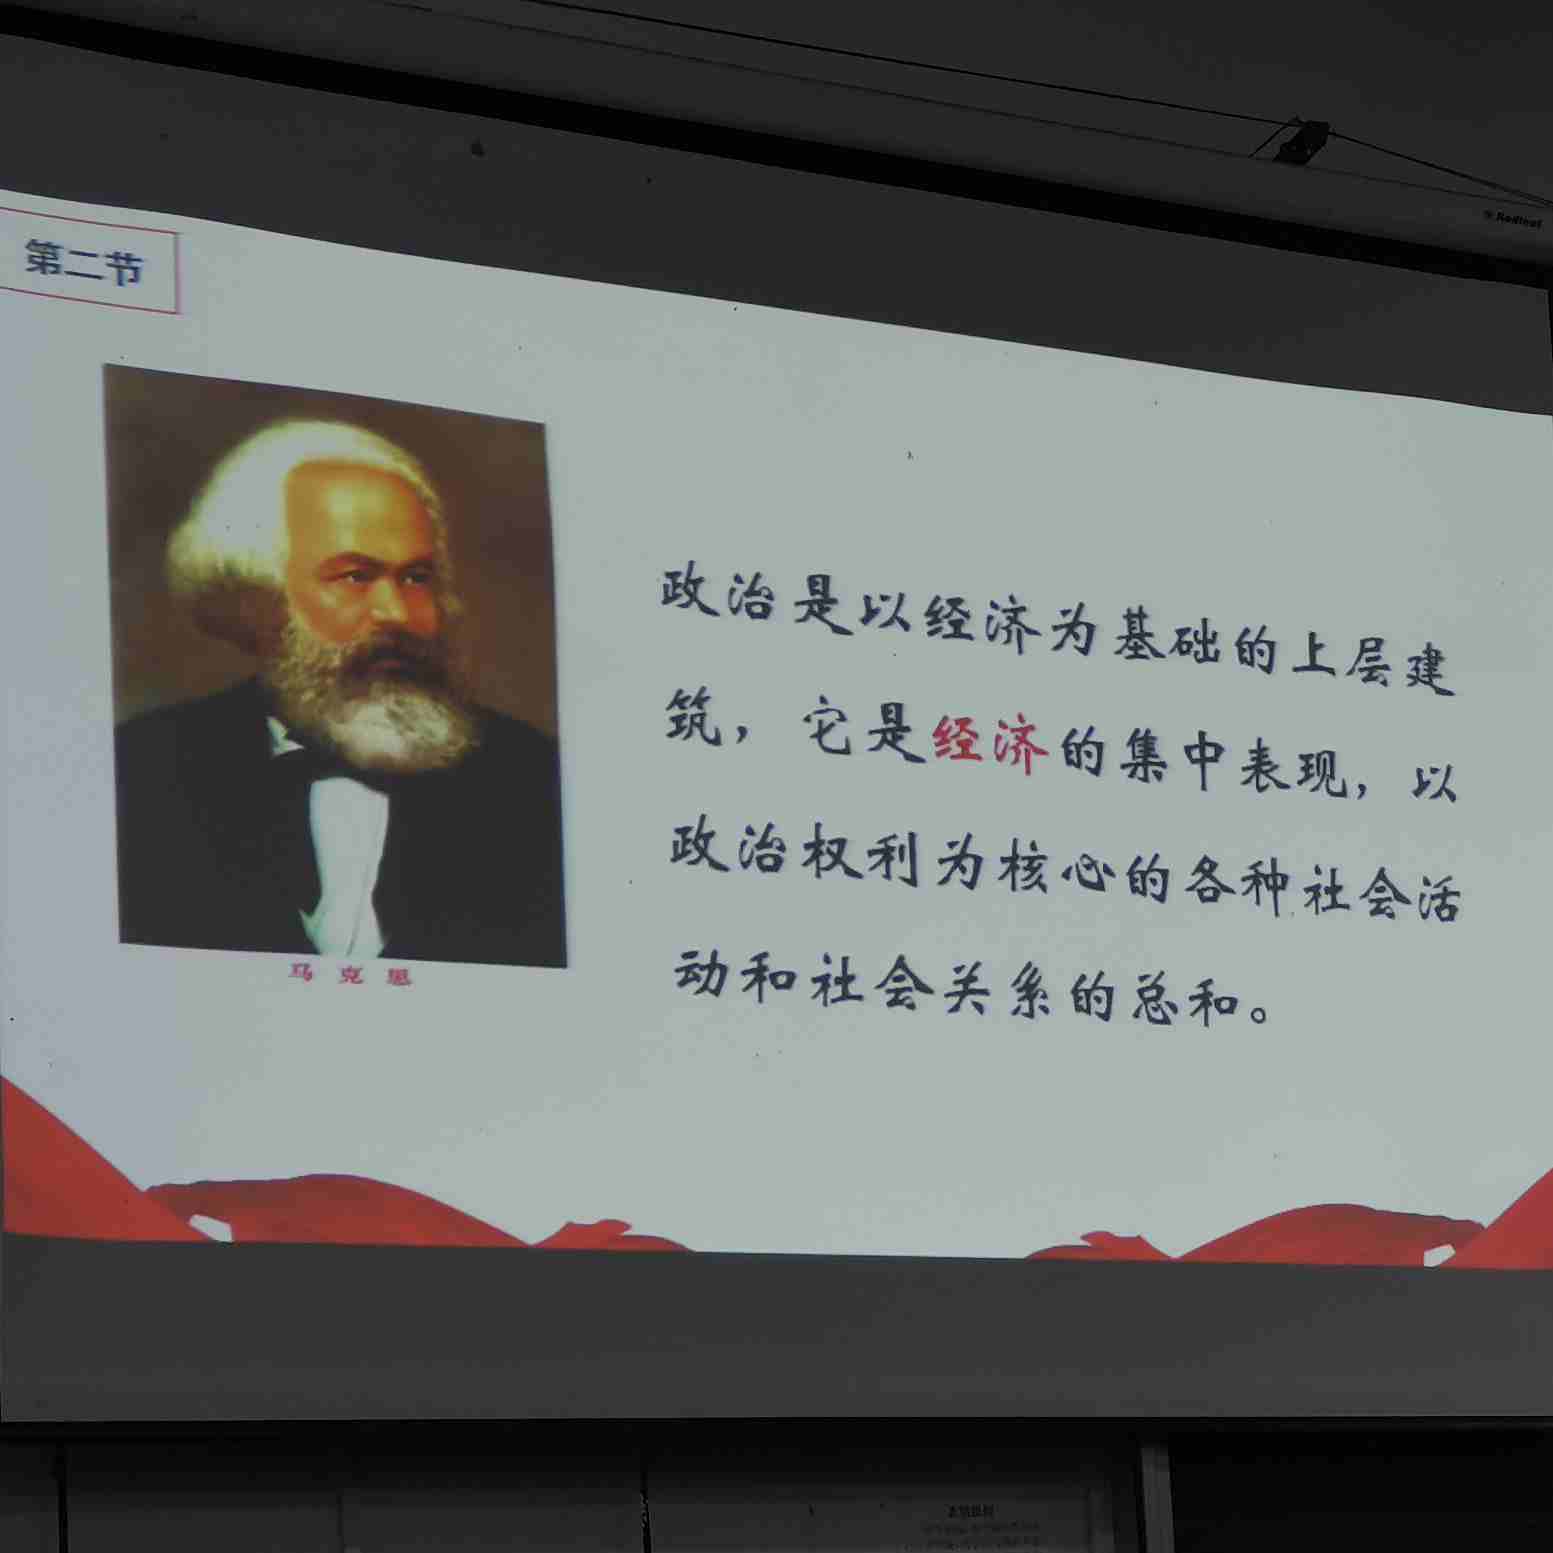 第二节
政治是以经济为基础的上层建
筑，它是经济的集中表现，以
政治权利为核心的各种社会活
动和社会关系的总和。
马克思